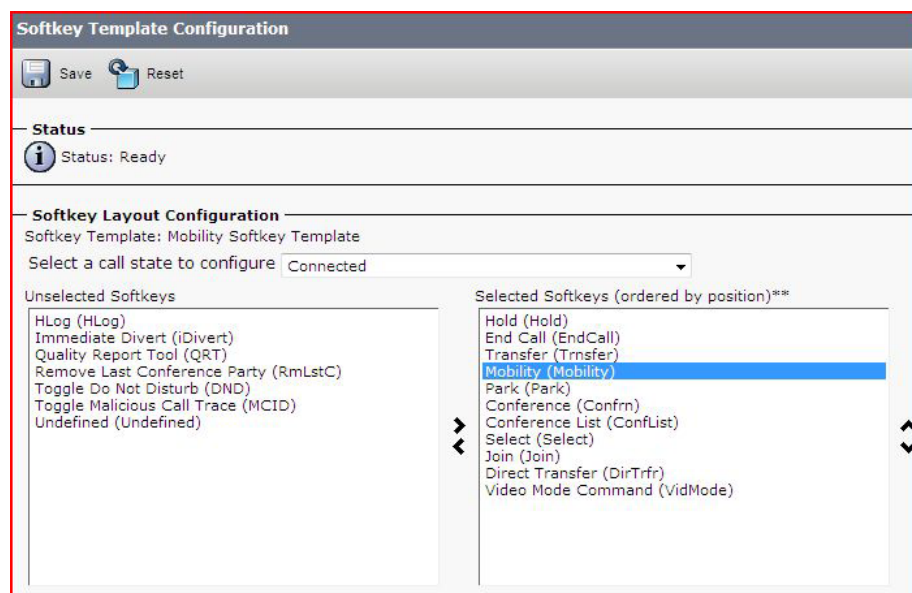 Softkey Template Configuration
Save Reset
Status
Status: Ready
Softkey Layout Configuration
Softkey Template: Mobility Softkey Template
Select a call state to configure Connected
Unselected Softkeys
HLog (HLog)
Immediate Divert (iDivert)
Quality Report Tool (QRT)
Remove Last Conference Party (RmLstC)
Toggle Do Not Disturb (DND)
Toggle Malicious Call Trace (MCID)
Undefined (Undefined)
Selected Softkeys (ordered by position)**
Hold (Hold)
End Call (EndCall)
Transfer (Trnsfer)
Mobility (Mobility)
Park (Park)
Conference (Confrn)
Conference List (ConfList)
Select (Select)
Join (Join)
Direct Transfer (DirTrfr)
Video Mode Command (VidMode)